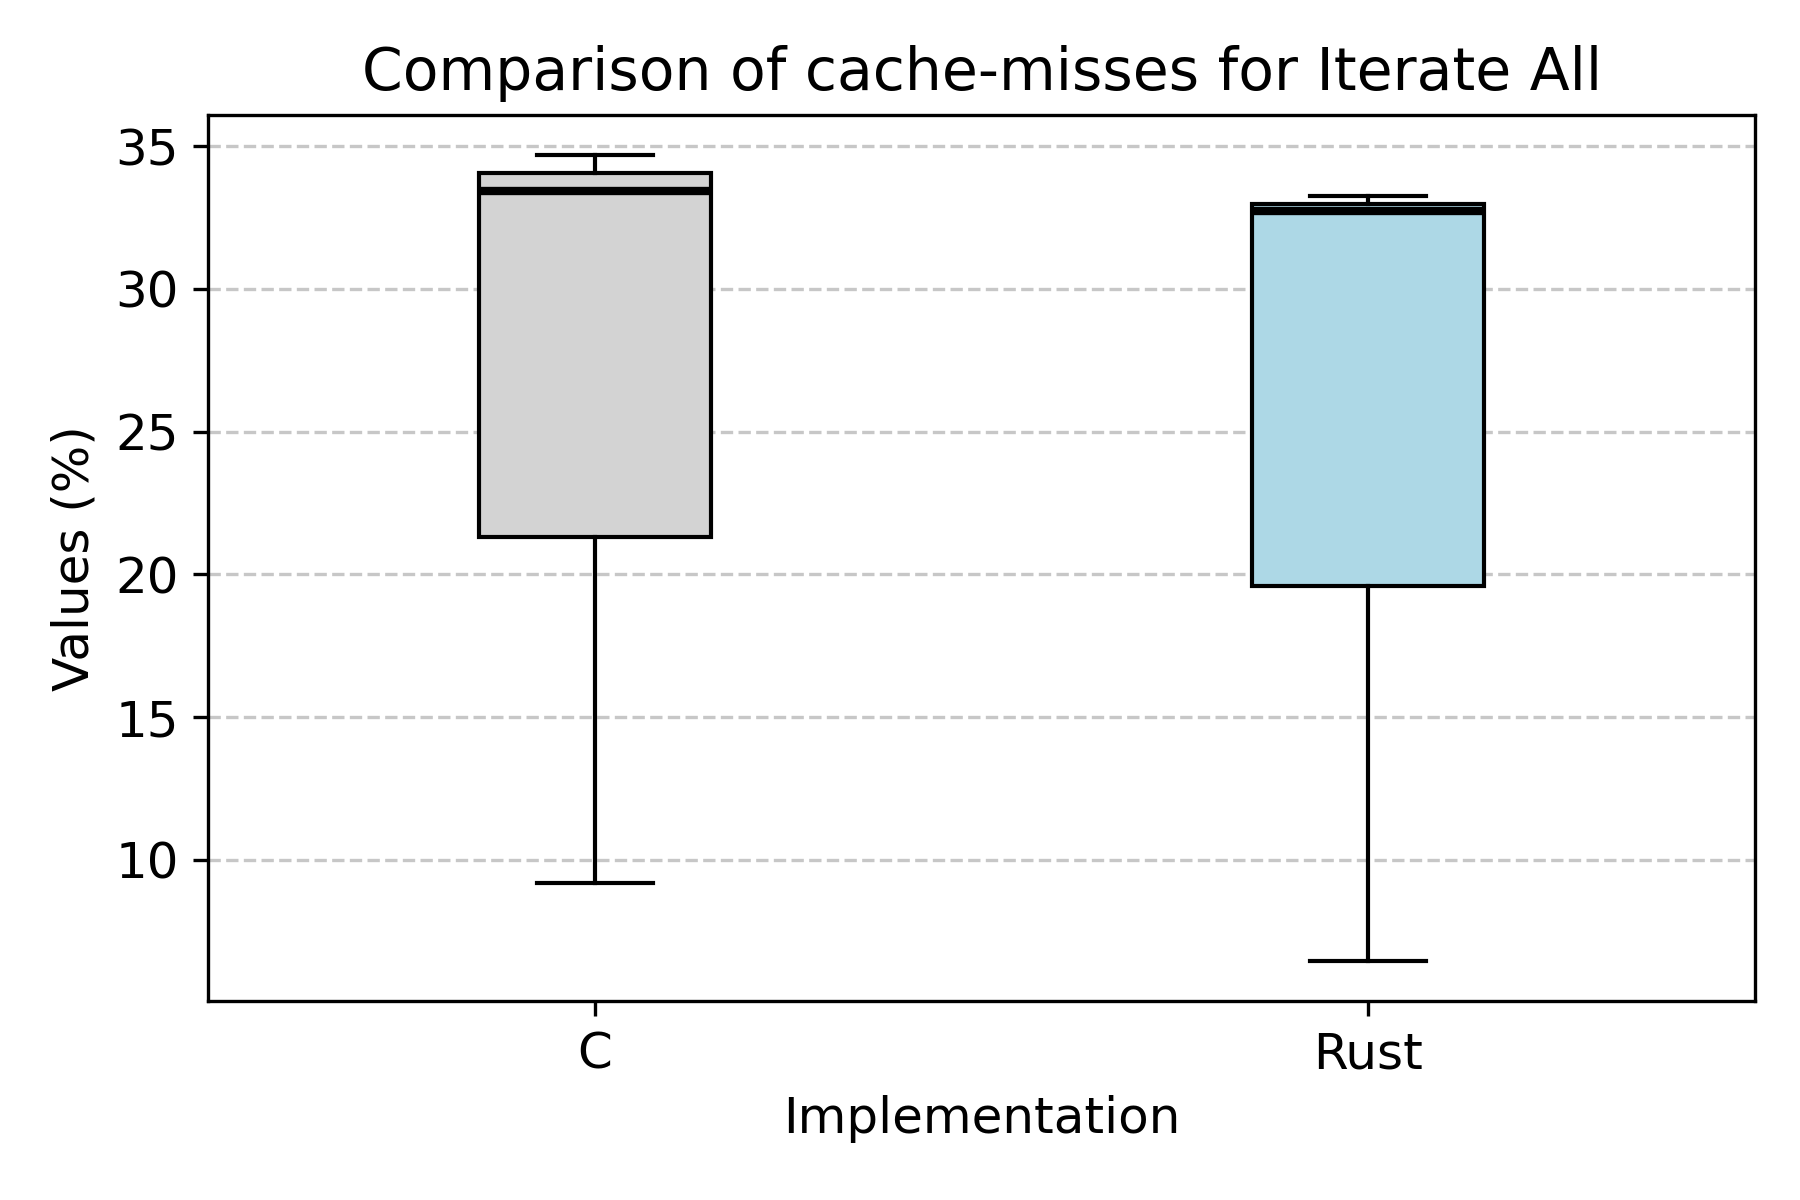 Comparison of cache-misses for Iterate All
35
30
25
20
15
10
Values (%)
C Rust
Implementation